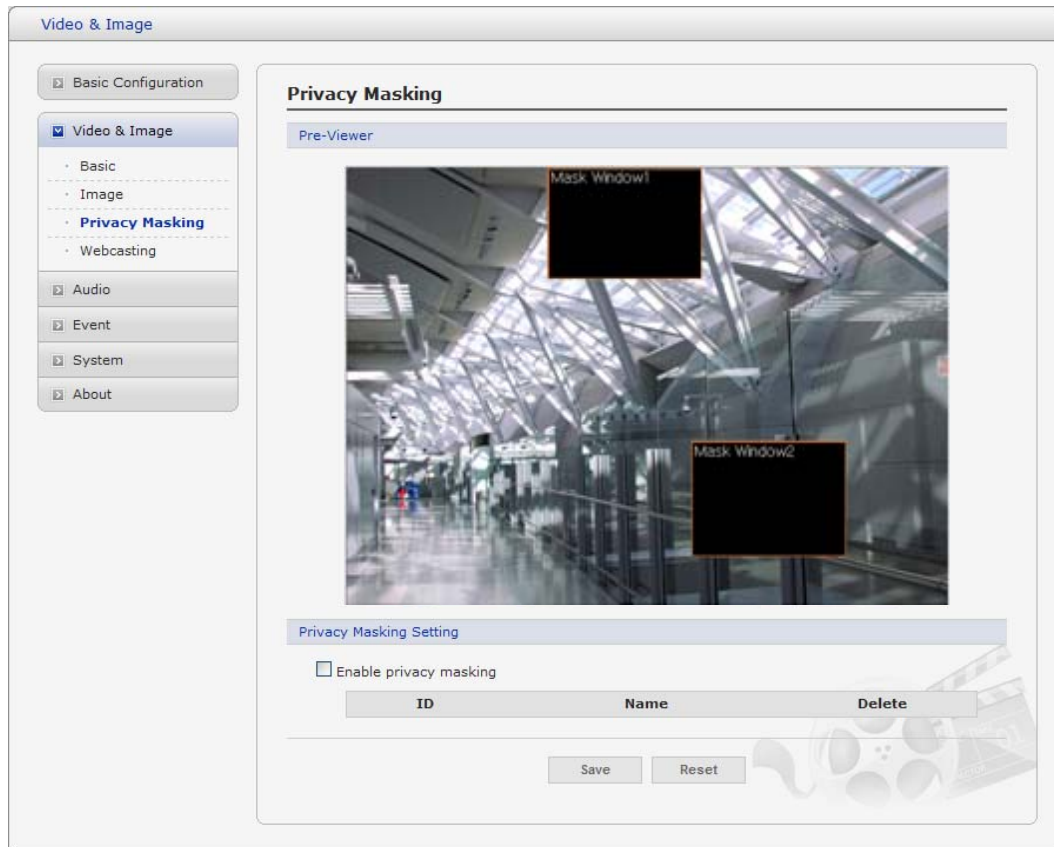 Video & Image
Basic Configuration
Video & Image
Basic
Image
Privacy Masking
Webcasting
Audio
Event
System
About
Privacy Masking
Pre-Viewer
Mask Window1
Mask Window2
Privacy Masking Setting
Enable privacy masking
ID Name Delete
Save Reset